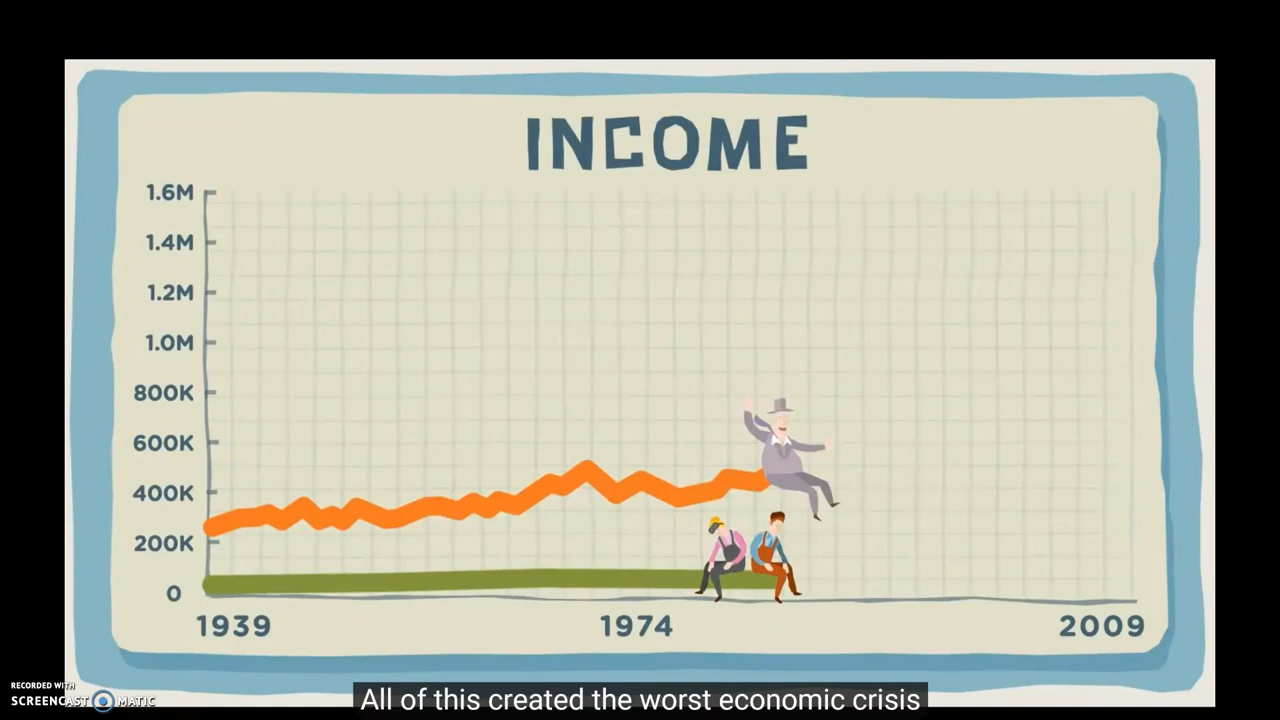 INCOME
1.6M
1.4M
1.2M
1.0M
800K
600K
400K
200K
0
1939 1974 2009
RECORDED WITH
SCREENCAST MATIC
All of this created the worst economic crisis